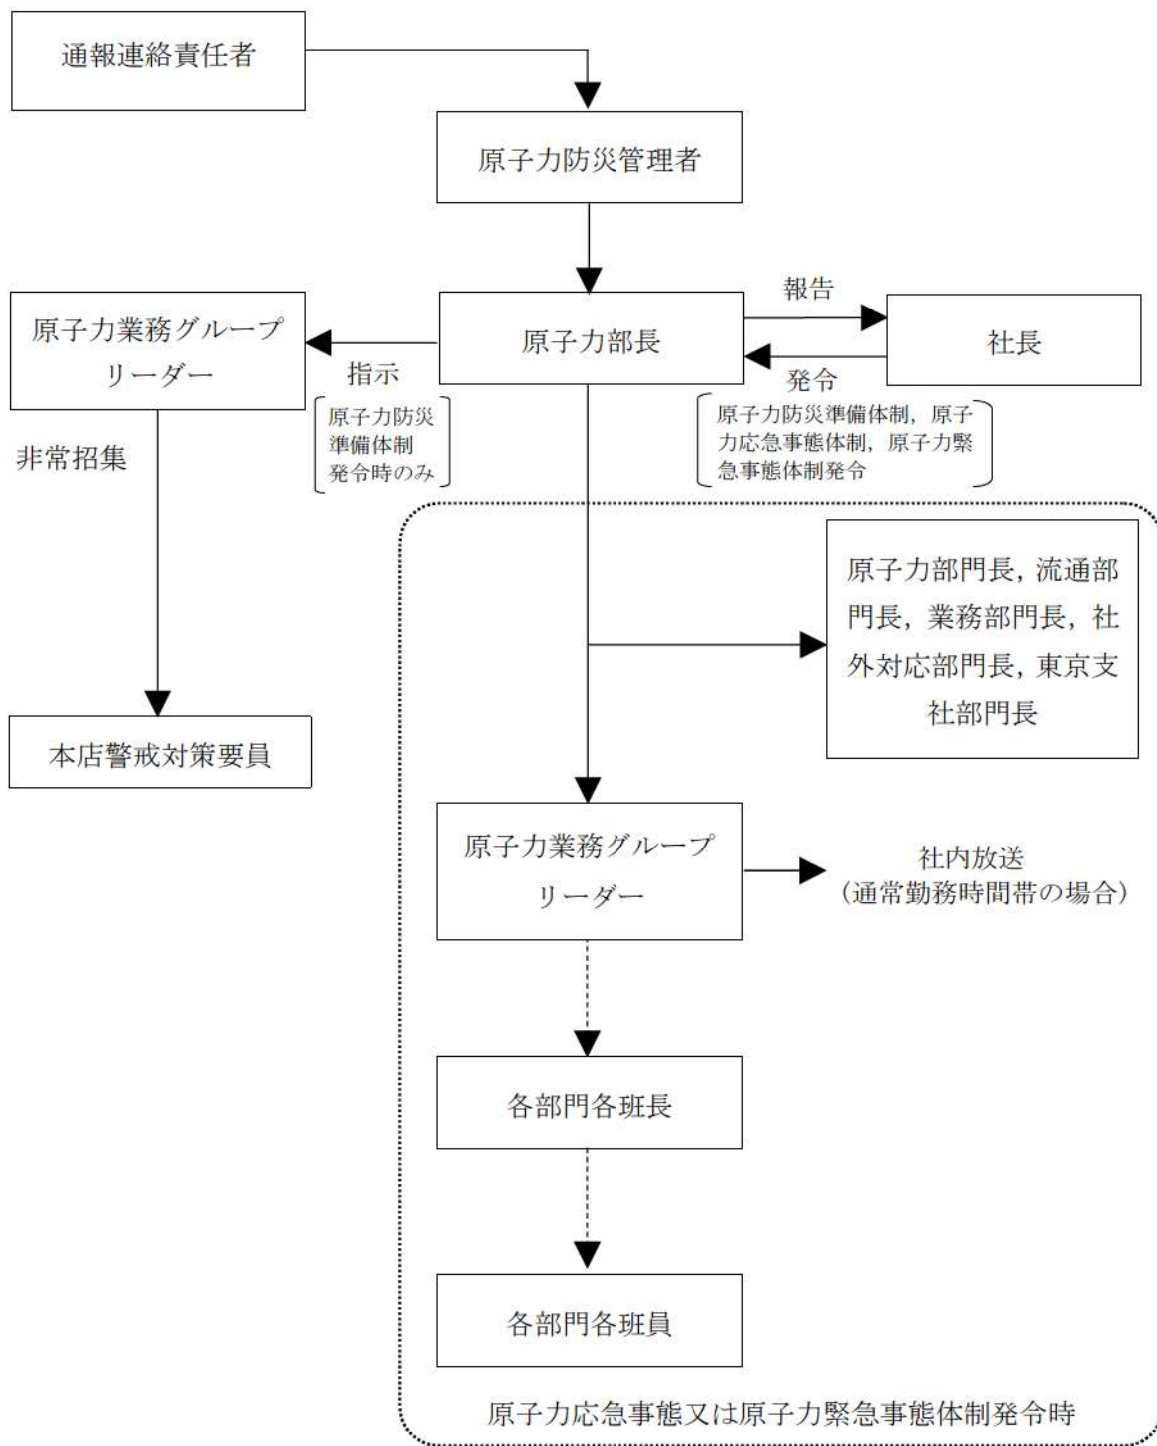 通報連絡責任者
原子力防災管理者
原子力業務グループ
リーダー
原子力部長
報告
社長
指示
発令
原子力防災
準備体制
発令時のみ
原子力防災準備体制，原子
力応急事態体制，原子力緊
急事態体制発令
非常招集
原子力部門長，流通部
門長，業務部門長，社
外対応部門長，東京支
社部門長
本店警戒対策要員
原子力業務グループ
リーダー
社内放送
（通常勤務時間帯の場合）
各部門各班長
各部門各班員
原子力応急事態又は原子力緊急事態体制発令時